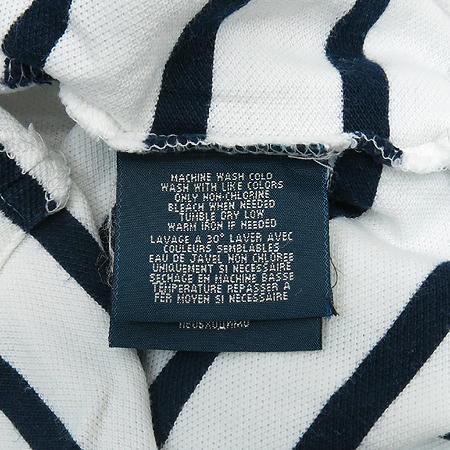 MACHINE WASH COLD
WASH WITH LIKE COLORS
ONLY NON-CHLORINE
BLEACH WHEN NEEDED
TUMBLE DRY LOW
WARM IRON IF NEEDED
LAVAGE A 30° LAVER AVEC
COULEURS SEMBLABLES
EAU DE JAVEL NON CHLOREE
UNIQUEMENT SI NECESSAIRE
SECHAGE EN MACHINE BASSE
TEMPERATURE REPASSER A
FER MOYEN SI NECESSAIRE
НЕОБХОДИМО